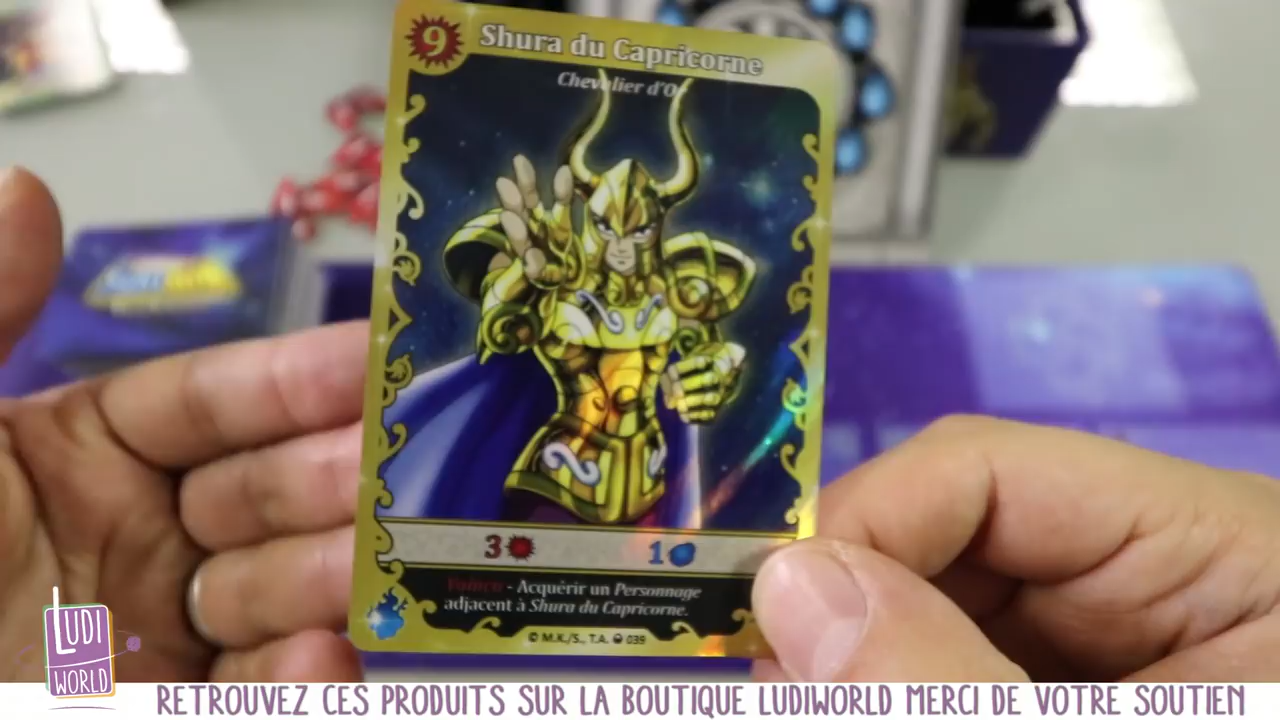 9
Shura du Capricorne
Chevalier d'Or
3
1
Vaincu - Acquérir un Personnage
adjacent à Shura du Capricorne.
© M.K./S., T.A. 039
LUDI
WORLD
RETROUVEZ CES PRODUITS SUR LA BOUTIQUE LUDIWORLD MERCI DE VOTRE SOUTIEN